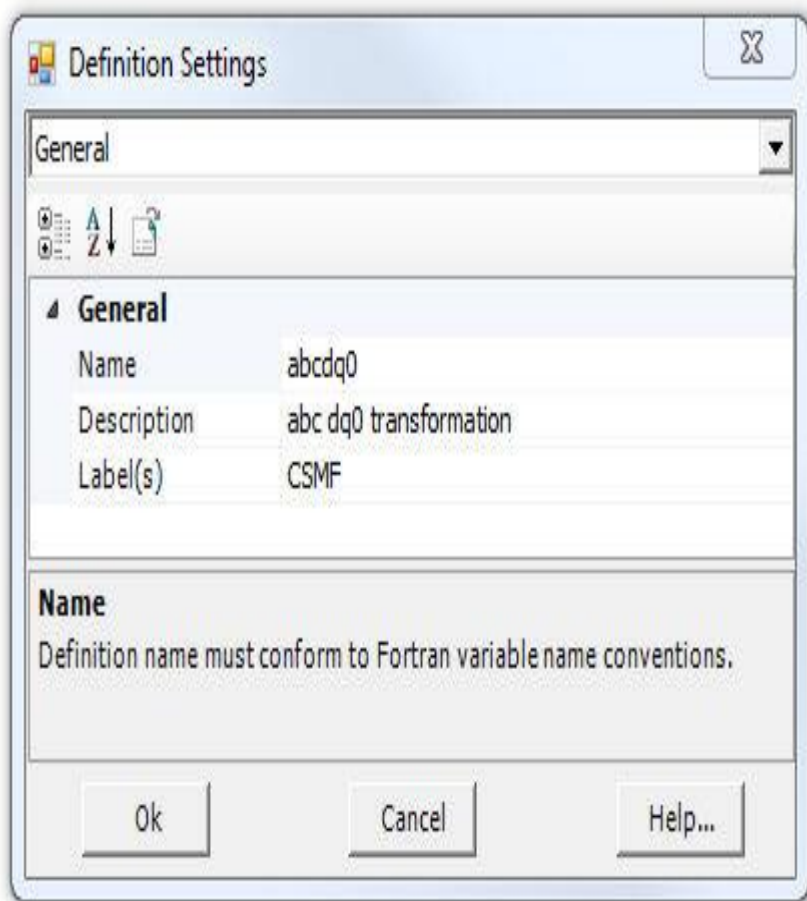 Definition Settings
General
General
Name abcdq0
Description abc dq0 transformation
Label(s) CSMF
Name
Definition name must conform to Fortran variable name conventions.
Ok Cancel Help...